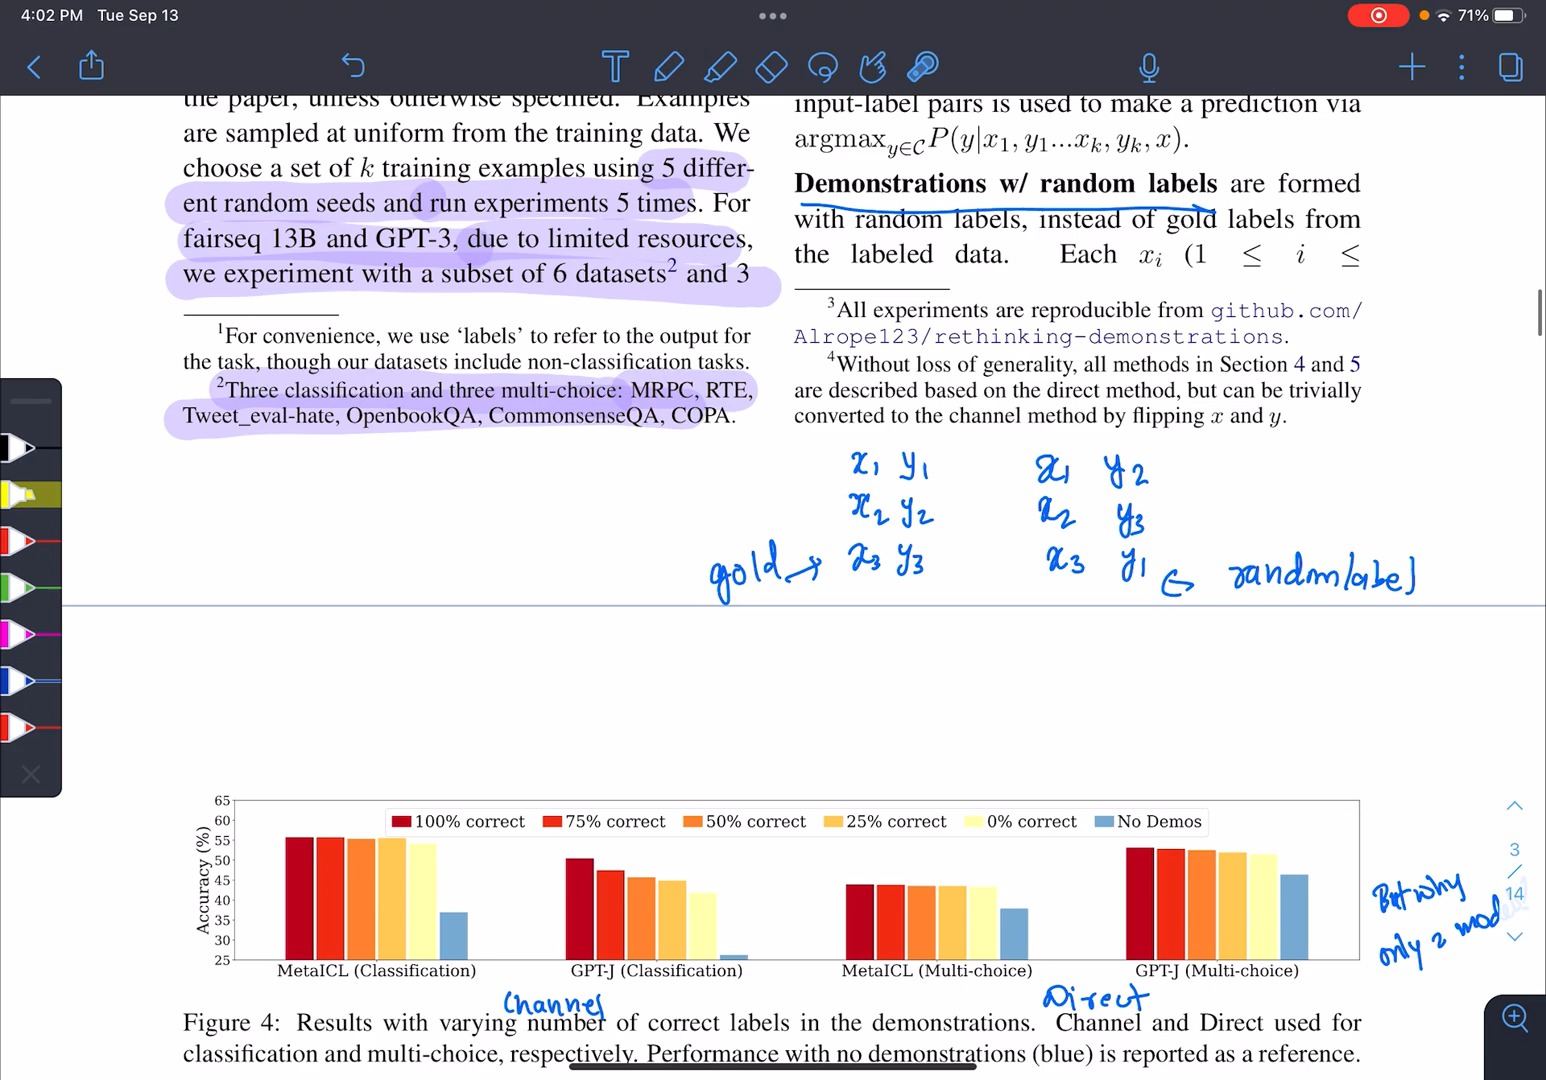 4:02 PM Tue Sep 13
71%
the paper, unless otherwise specified. Examples
are sampled at uniform from the training data. We
choose a set of k training examples using 5 differ-
ent random seeds and run experiments 5 times. For
fairseq 13B and GPT-3, due to limited resources,
we experiment with a subset of 6 datasets2 and 3
1For convenience, we use ‘labels’ to refer to the output for
the task, though our datasets include non-classification tasks.
2Three classification and three multi-choice: MRPC, RTE,
Tweet_eval-hate, OpenbookQA, CommonsenseQA, COPA.
input-label pairs is used to make a prediction via
argmaxy∈C P(y|x1, y1...xk, yk, x).
Demonstrations w/ random labels are formed
with random labels, instead of gold labels from
the labeled data. Each xi (1 ≤ i ≤
3All experiments are reproducible from github.com/
Alrope123/rethinking-demonstrations.
4Without loss of generality, all methods in Section 4 and 5
are described based on the direct method, but can be trivially
converted to the channel method by flipping x and y.
x1 y1 x1 y2
x2 y2 x2 y3
gold → x3 y3 x3 y1 ← random label
65
60
55
50
45
40
35
30
25
Accuracy (%)
100% correct 75% correct 50% correct 25% correct 0% correct No Demos
MetaICL (Classification) GPT-J (Classification) MetaICL (Multi-choice) GPT-J (Multi-choice)
Channel Direct
3
14
But why
only 2 mod
Figure 4: Results with varying number of correct labels in the demonstrations. Channel and Direct used for
classification and multi-choice, respectively. Performance with no demonstrations (blue) is reported as a reference.